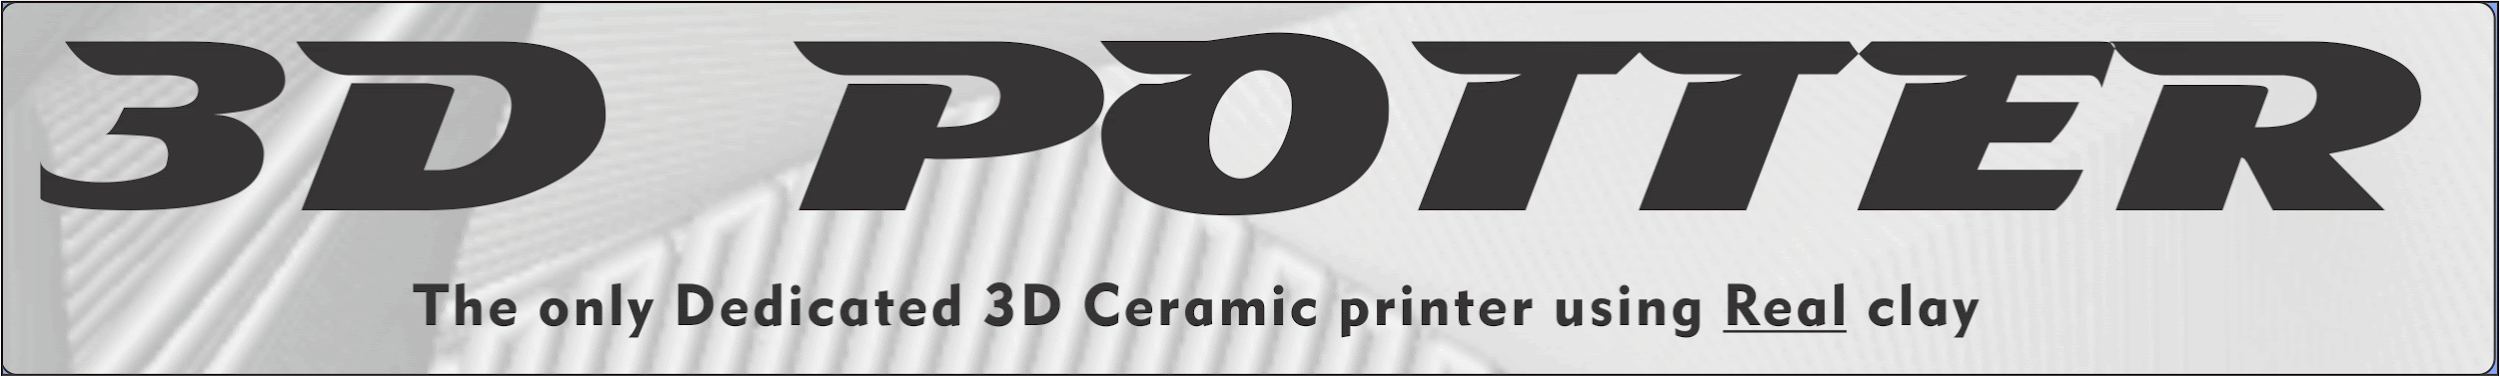 3D POTTER
The only Dedicated 3D Ceramic printer using Real clay